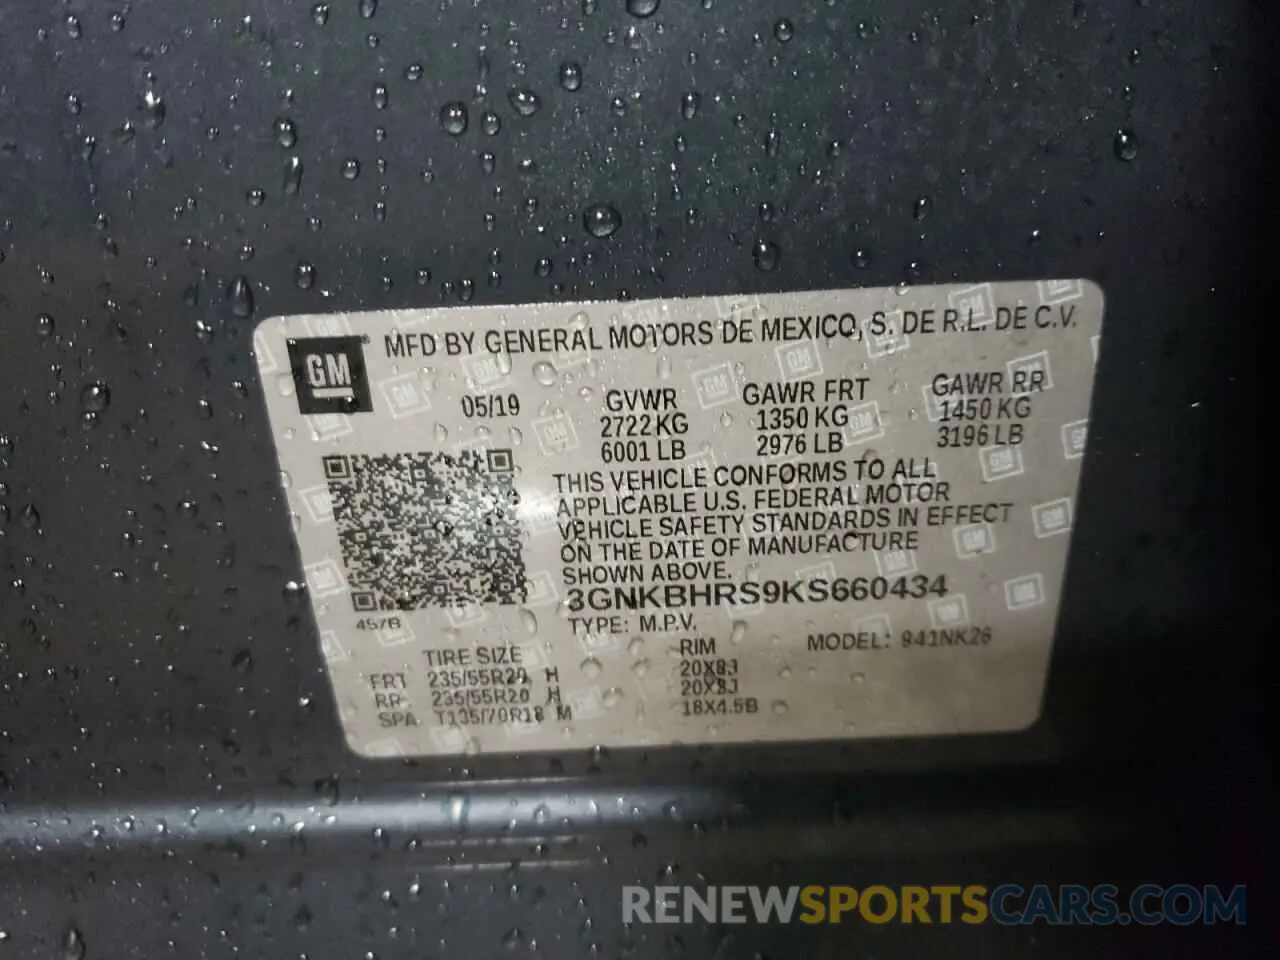 GM
MFD BY GENERAL MOTORS DE MEXICO, S. DE R.L. DE C.V.
05/19
GVWR
2722 KG
6001 LB
GAWR FRT
1350 KG
2976 LB
GAWR RR
1450 KG
3196 LB
THIS VEHICLE CONFORMS TO ALL
APPLICABLE U.S. FEDERAL MOTOR
VEHICLE SAFETY STANDARDS IN EFFECT
ON THE DATE OF MANUFACTURE
SHOWN ABOVE.
457B
3GNKBHRS9KS660434
TYPE: M.P.V.
MODEL: 941NK26
TIRE SIZE RIM
FRT 235/55R20 H 20X8J
RR 235/55R20 H 20X8J
SPA T135/70R18 M 18X4.5B
RENEWSPORTSCARS.COM